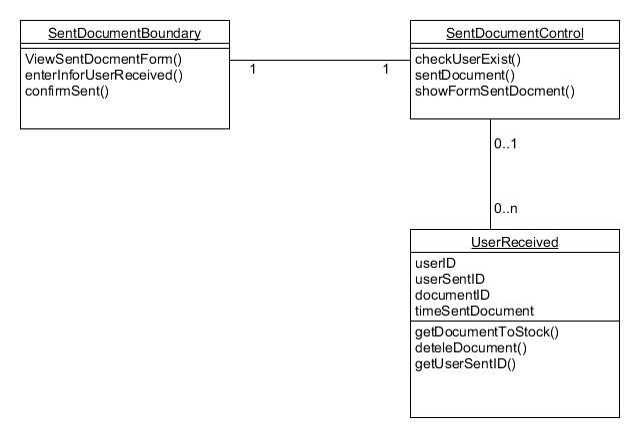 SentDocumentBoundary
ViewSentDocmentForm()
enterInforUserReceived()
confirmSent()
1
1
SentDocumentControl
checkUserExist()
sentDocument()
showFormSentDocment()
0..1
0..n
UserReceived
userID
userSentID
documentID
timeSentDocument
getDocumentToStock()
deteleDocument()
getUserSentID()